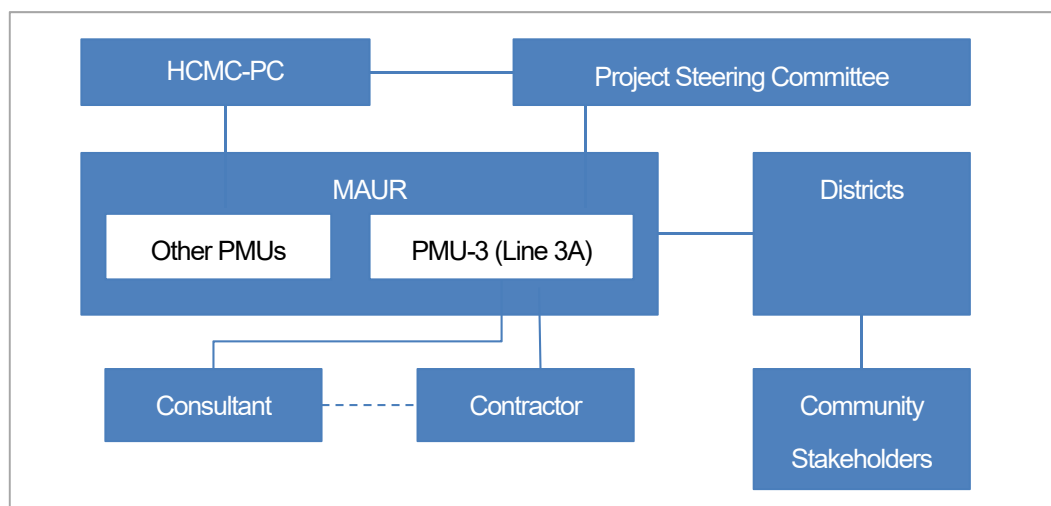 HCMC-PC
Project Steering Committee
MAUR
Districts
Other PMUs
PMU-3 (Line 3A)
Consultant
Contractor
Community
Stakeholders